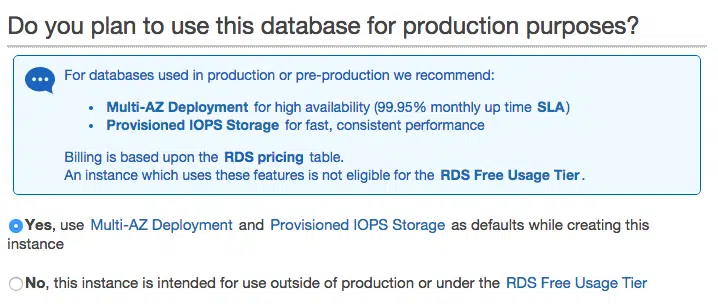 Do you plan to use this database for production purposes?
For databases used in production or pre-production we recommend:
• Multi-AZ Deployment for high availability (99.95% monthly up time SLA)
• Provisioned IOPS Storage for fast, consistent performance
Billing is based upon the RDS pricing table.
An instance which uses these features is not eligible for the RDS Free Usage Tier.
Yes, use Multi-AZ Deployment and Provisioned IOPS Storage as defaults while creating this
instance
No, this instance is intended for use outside of production or under the RDS Free Usage Tier